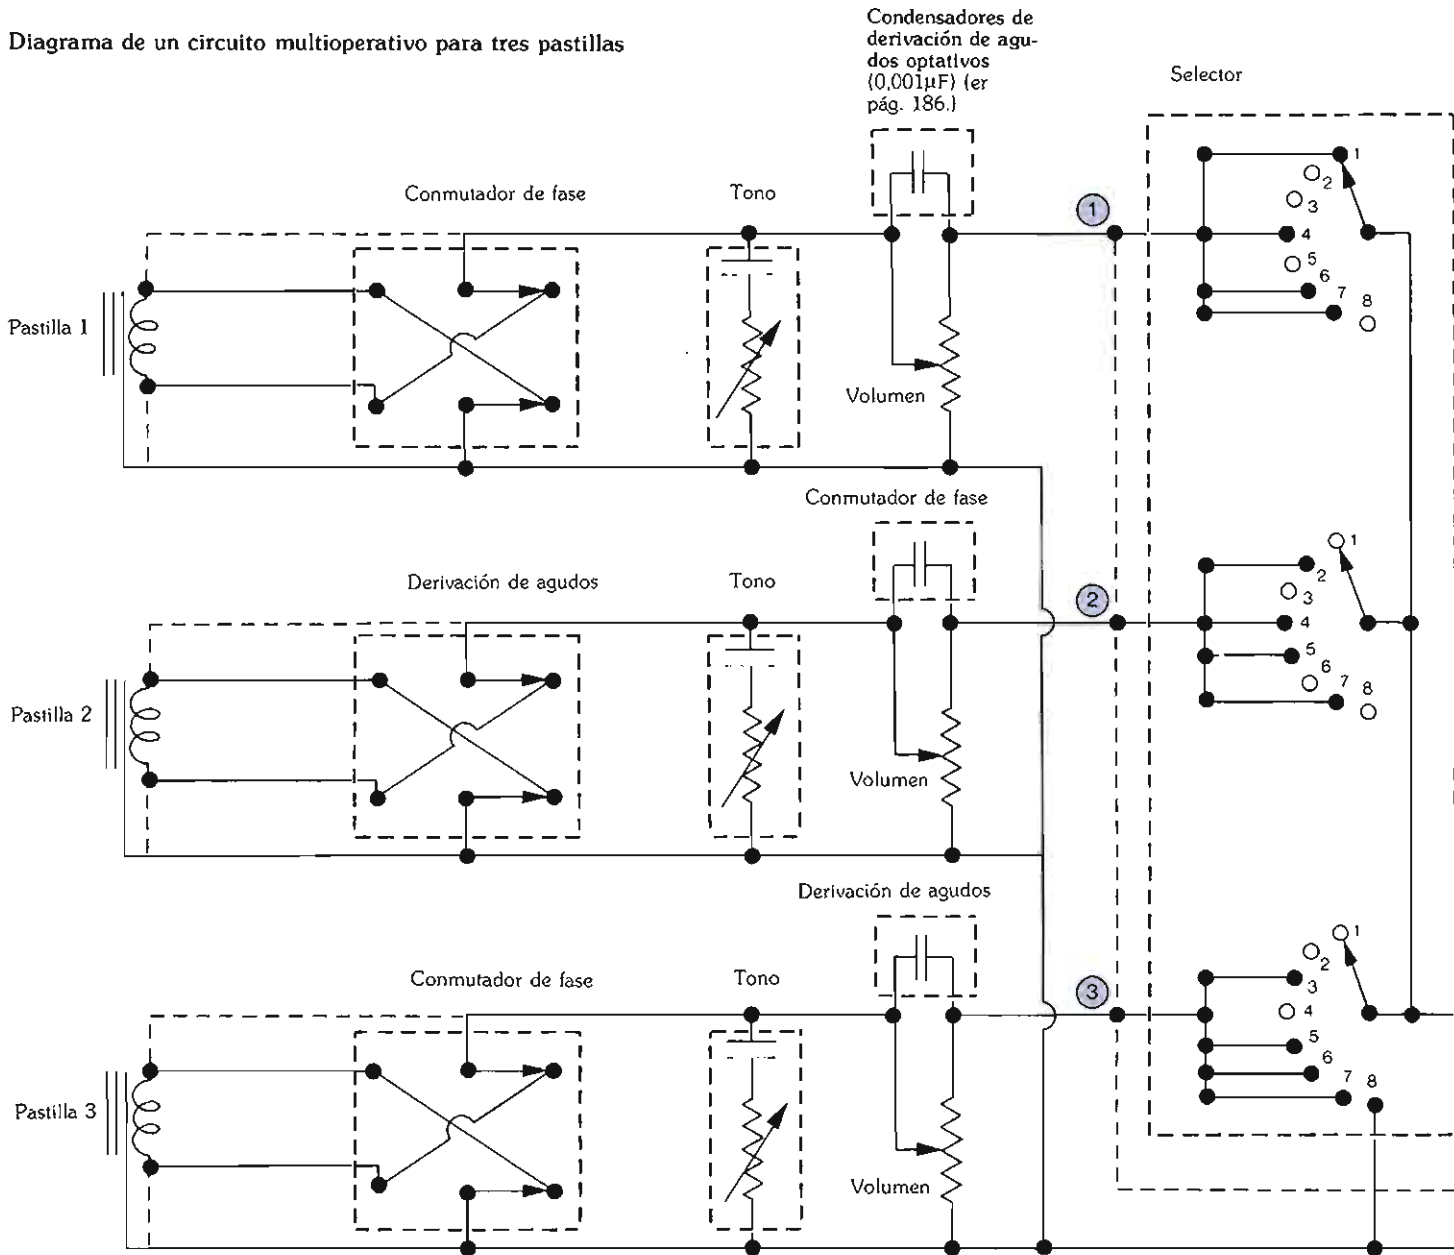 Diagrama de un circuito multioperativo para tres pastillas
Condensadores de
derivación de agu-
dos optativos
(0,001µF) (er
pág. 186.)
Selector
Conmutador de fase
Tono
1
1
2
3
4
5
6
7
8
Pastilla 1
Volumen
Conmutador de fase
Derivación de agudos
Tono
2
1
2
3
4
5
6
7
8
Pastilla 2
Volumen
Derivación de agudos
Conmutador de fase
Tono
3
1
2
3
4
5
6
7
8
Pastilla 3
Volumen